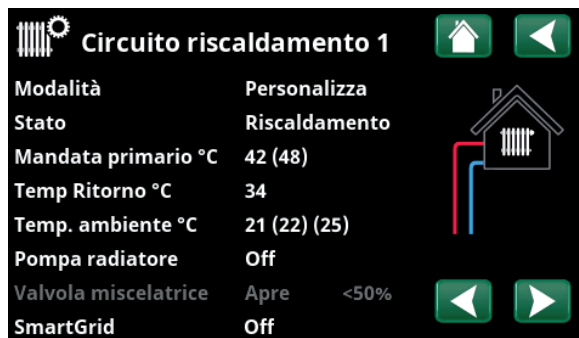 Circuito riscaldamento 1
Modalità Personalizza
Stato Riscaldamento
Mandata primario °C 42 (48)
Temp Ritorno °C 34
Temp. ambiente °C 21 (22) (25)
Pompa radiatore Off
Valvola miscelatrice Apre <50%
SmartGrid Off